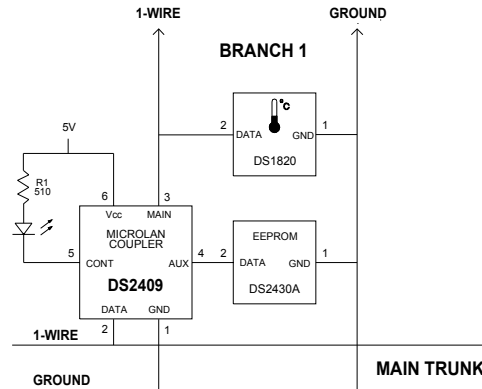 1-WIRE
GROUND
BRANCH 1
°C
2
DATA
GND
1
DS1820
5V
R1
510
6
3
Vcc
MAIN
MICROLAN
COUPLER
EEPROM
5
CONT
AUX
4
2
DATA
GND
1
DS2409
DS2430A
DATA
GND
1-WIRE
2
1
MAIN TRUNK
GROUND